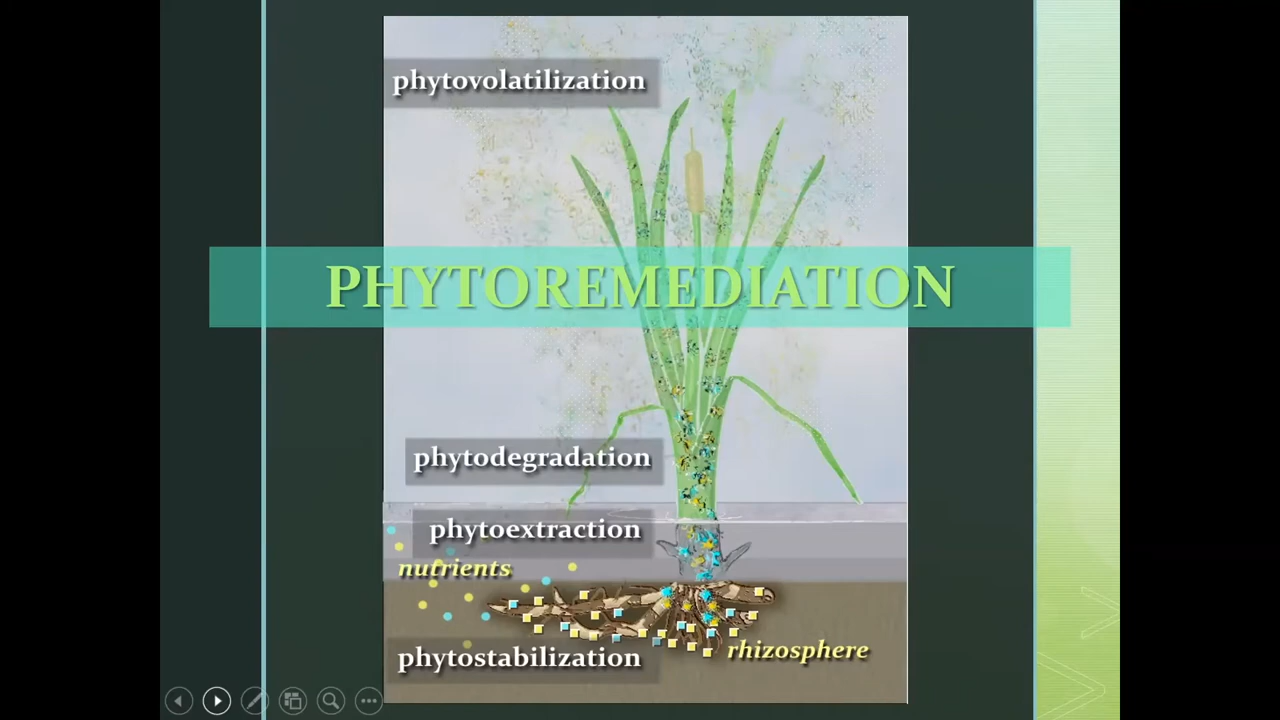 phytovolatilization
PHYTOREMEDIATION
phytodegradation
phytoextraction
nutrients
rhizosphere
phytostabilization